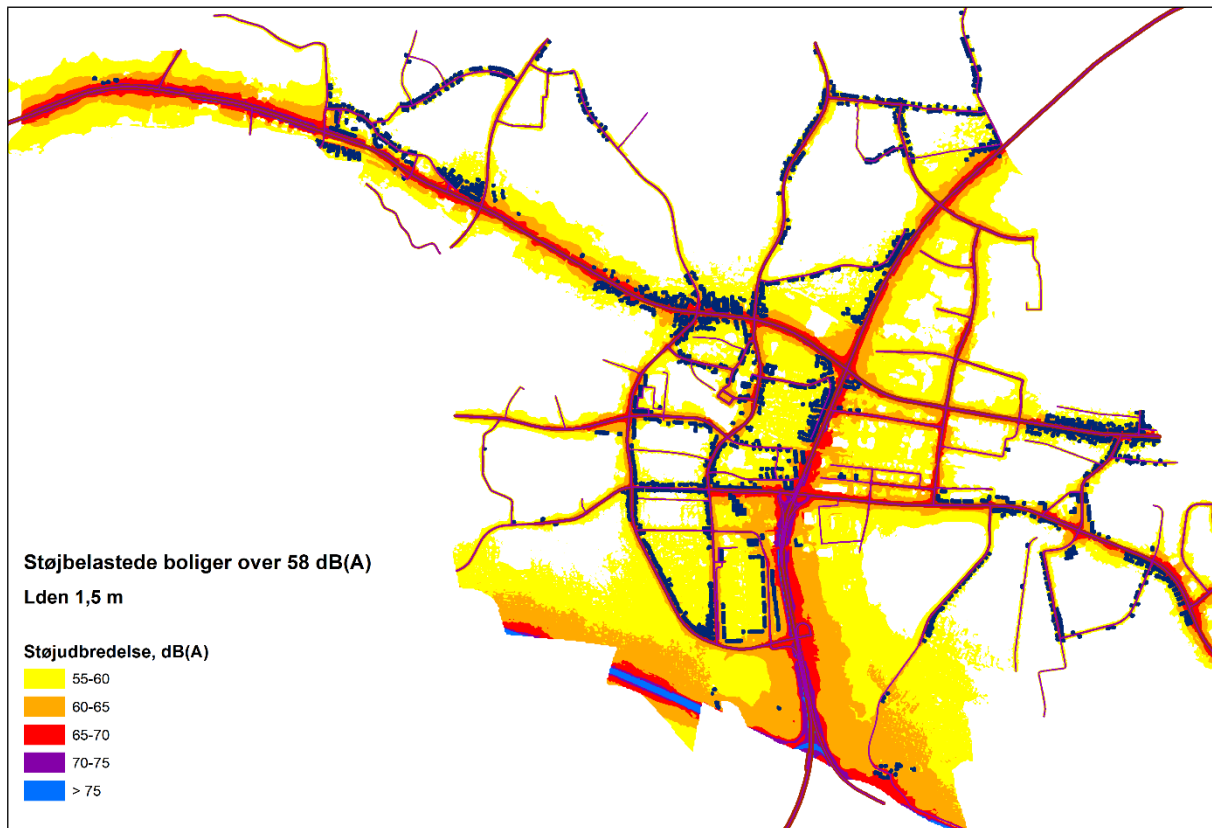 Støjbelastede boliger over 58 dB(A)
Lden 1,5 m
Støjudbredelse, dB(A)
55-60
60-65
65-70
70-75
> 75